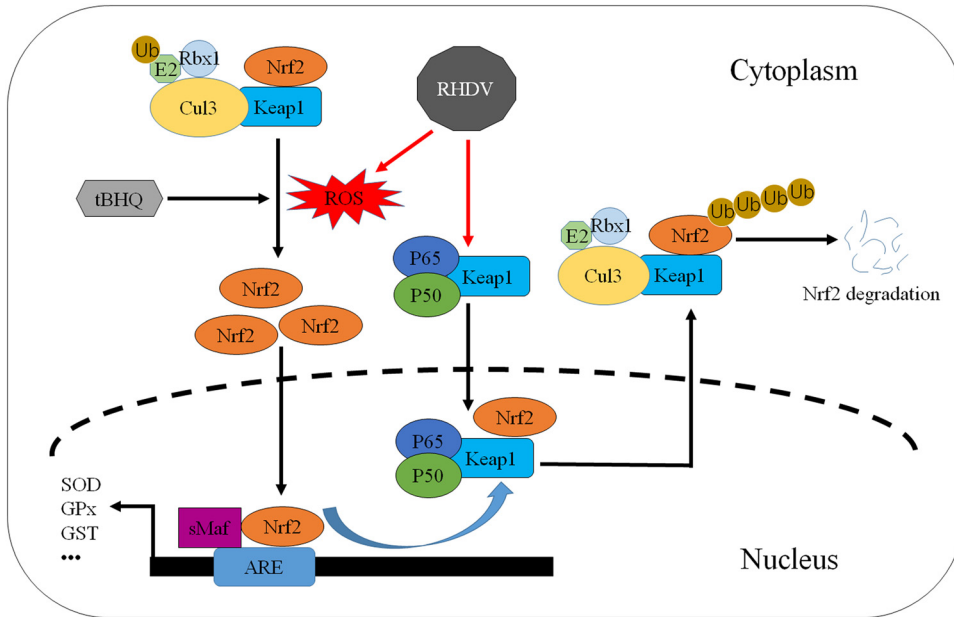 Ub
E2
Rbx1
Nrf2
Cul3
Keap1
RHDV
Cytoplasm
tBHQ
ROS
P65
P50
Keap1
Ub
Ub
Ub
Ub
E2
Rbx1
Nrf2
Cul3
Keap1
Nrf2 degradation
Nrf2
Nrf2
Nrf2
Nrf2
P65
P50
Keap1
SOD
GPx
GST
...
sMaf
Nrf2
ARE
Nucleus